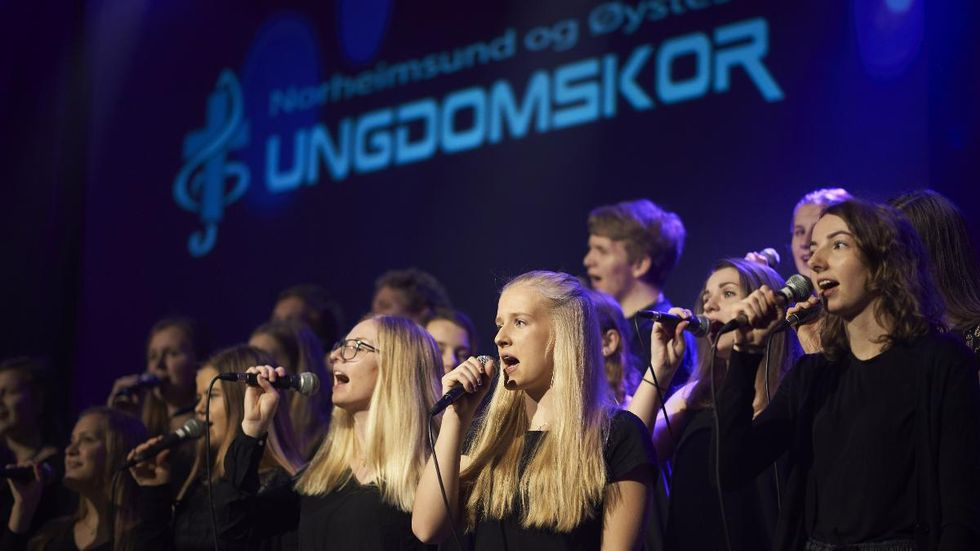 Norheimsund og Øystese
UNGDOMSKOR